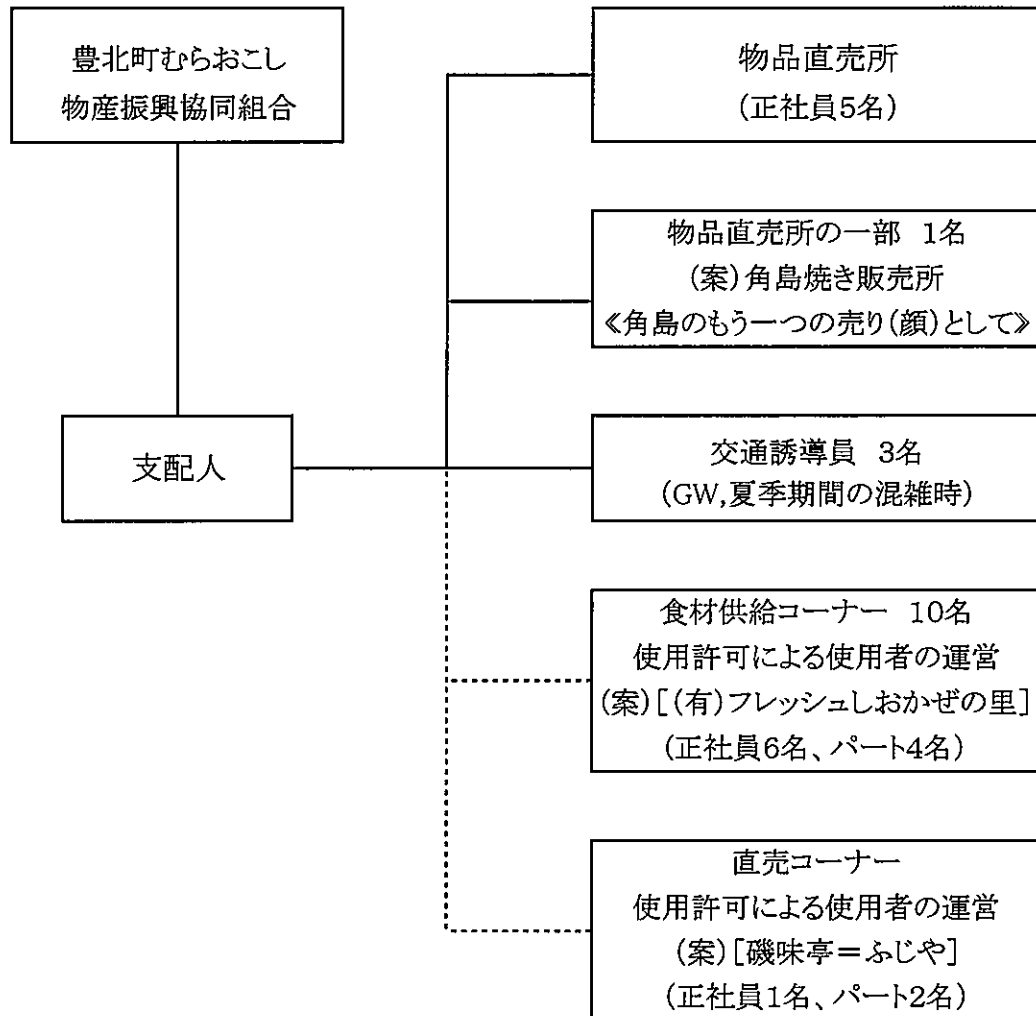 豊北町むらおこし
物産振興協同組合
支配人
物品直売所
(正社員5名)
物品直売所の一部 1名
(案)角島焼き販売所
《角島のもう一つの売り(顔)として》
交通誘導員 3名
(GW,夏季期間の混雑時)
食材供給コーナー 10名
使用許可による使用者の運営
(案)[(有)フレッシュしおかぜの里]
(正社員6名、パート4名)
直売コーナー
使用許可による使用者の運営
(案)[磯味亭=ふじや]
(正社員1名、パート2名)